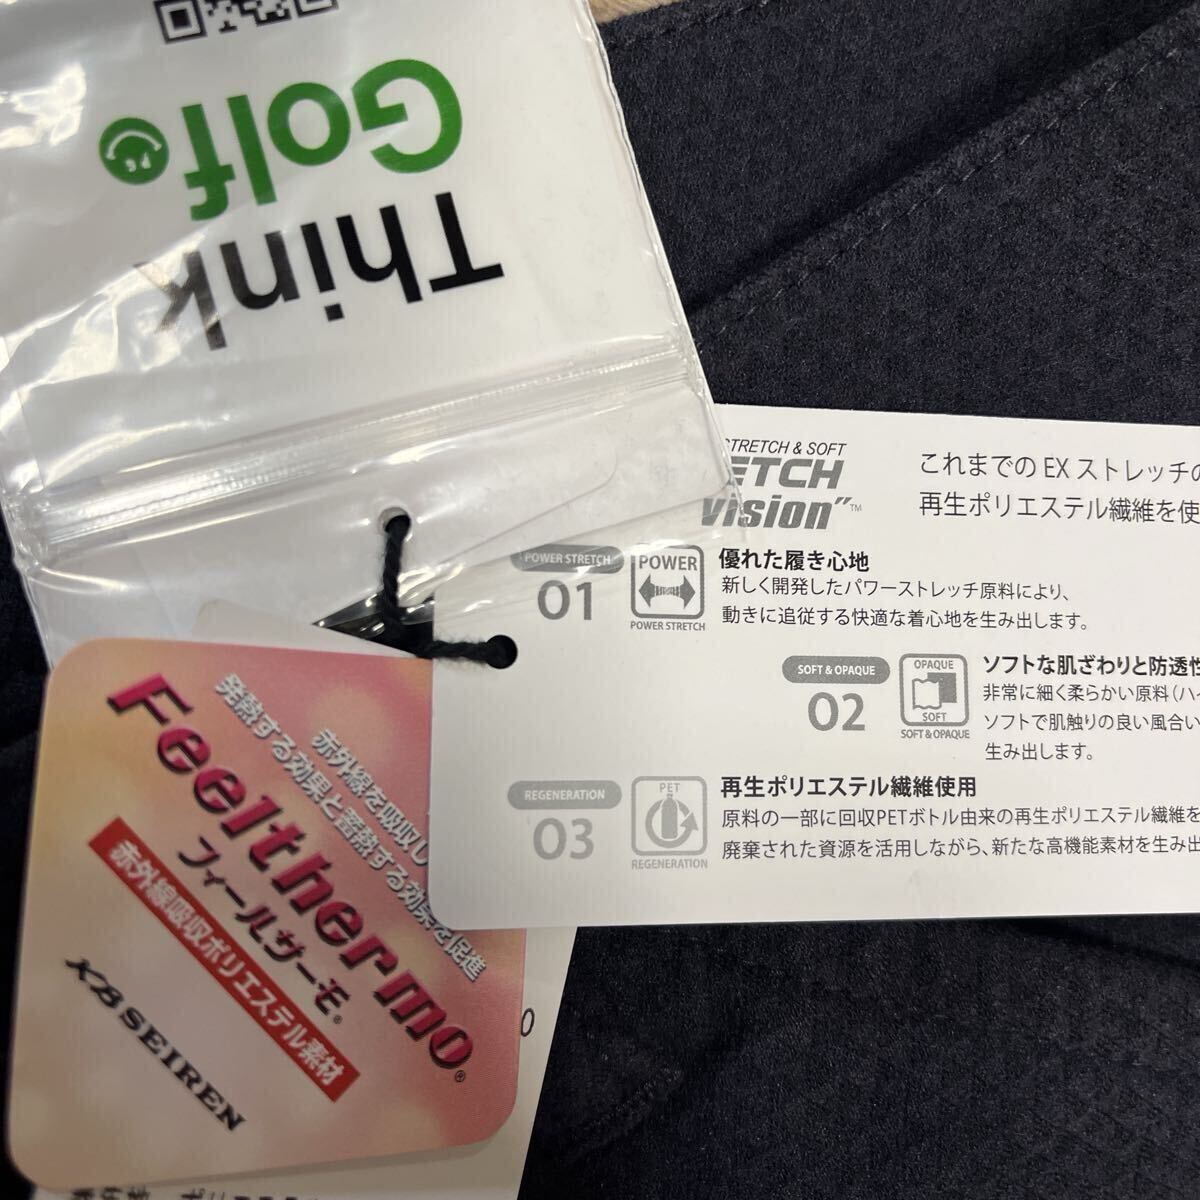 Think
Golf
STRETCH & SOFT
ETCH
vision"™
これまでの EX ストレッチの
再生ポリエステル繊維を使
POWER STRETCH
01
POWER
POWER STRETCH
優れた履き心地
新しく開発したパワーストレッチ原料により、
動きに追従する快適な着心地を生み出します。
SOFT & OPAQUE
02
OPAQUE
SOFT
SOFT & OPAQUE
ソフトな肌ざわりと防透性
非常に細く柔らかい原料(ハイ
ソフトで肌触りの良い風合い
生み出します。
REGENERATION
03
PET
REGENERATION
再生ポリエステル繊維使用
原料の一部に回収PETボトル由来の再生ポリエステル繊維を
廃棄された資源を活用しながら、新たな高機能素材を生み出
赤外線を吸収し
発熱する効果と蓄熱する効果を促進
Feelthermo®
フィールサーモ®
赤外線吸収ポリエステル素材
KB SEIREN
0